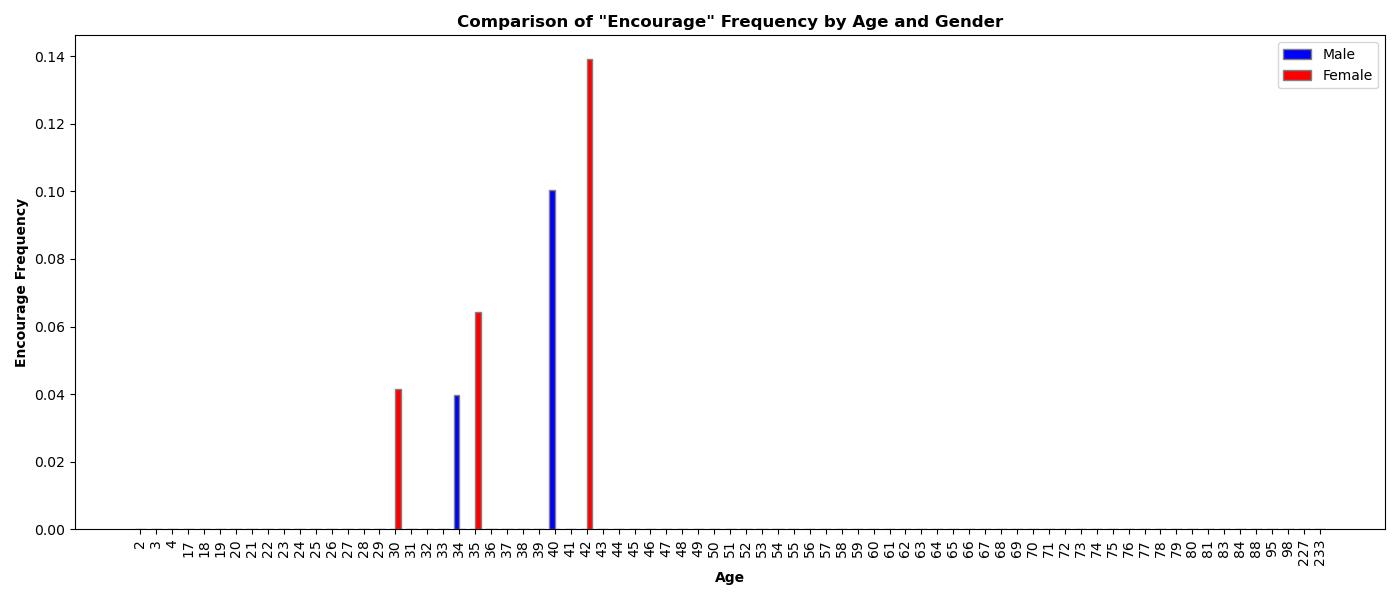 Comparison of "Encourage" Frequency by Age and Gender
Male
Female
0.14
0.12
0.10
0.08
0.06
0.04
0.02
0.00
Encourage Frequency
2 3 4 17 18 19 20 21 22 23 24 25 26 27 28 29 30 31 32 33 34 35 36 37 38 39 40 41 42 43 44 45 46 47 48 49 50 51 52 53 54 55 56 57 58 59 60 61 62 63 64 65 66 67 68 69 70 71 72 73 74 75 76 77 78 79 80 81 83 84 88 95 98 227 233
Age